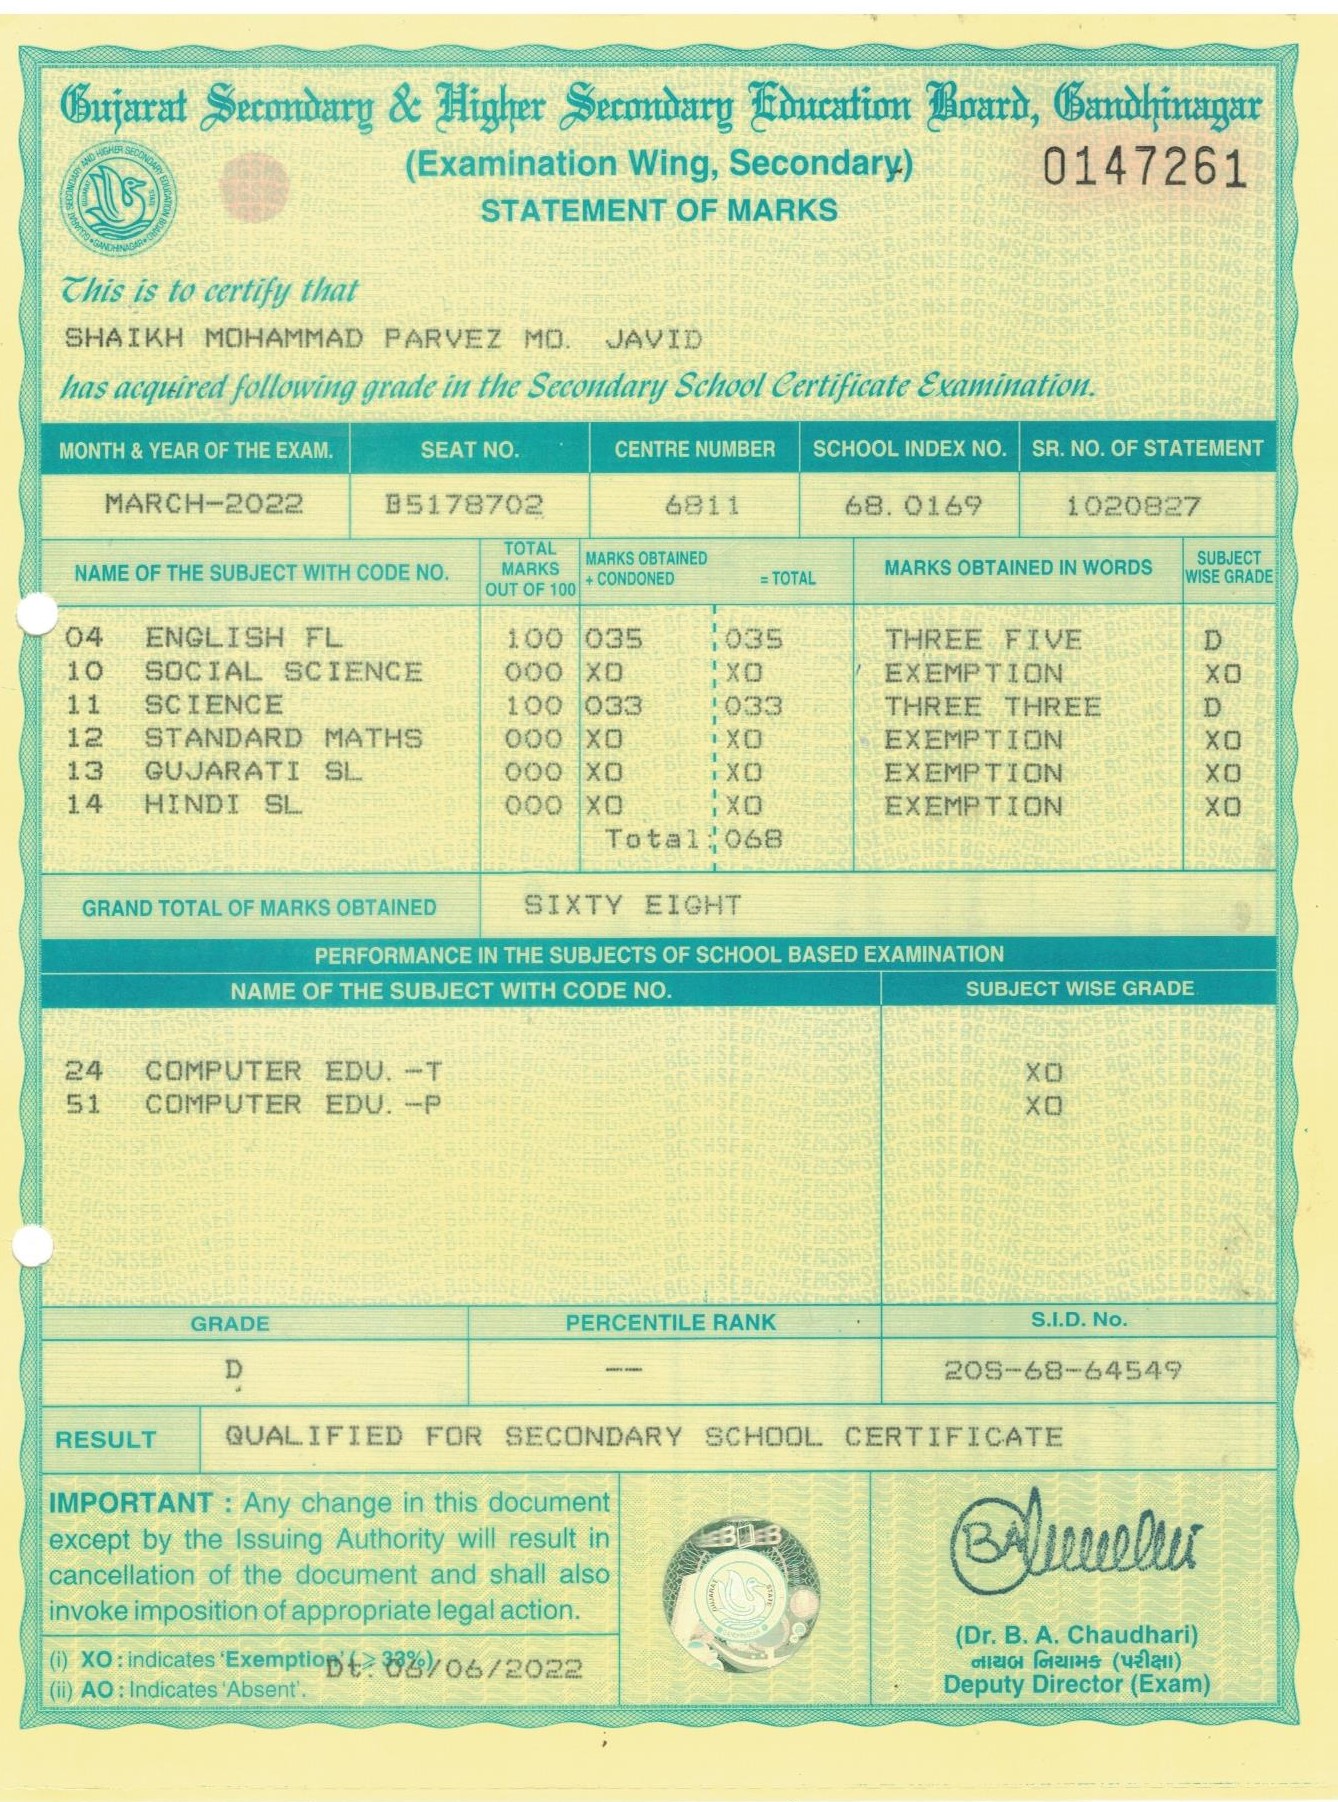 Gujarat Secondary & Higher Secondary Education Board, Gandhinagar
(Examination Wing, Secondary)
0147261
STATEMENT OF MARKS
This is to certify that
SHAIKH MOHAMMAD PARVEZ MO. JAVID
has acquired following grade in the Secondary School Certificate Examination.
MONTH & YEAR OF THE EXAM. SEAT NO. CENTRE NUMBER SCHOOL INDEX NO. SR. NO. OF STATEMENT
MARCH-2022 B5178702 6811 68.0169 1020827
NAME OF THE SUBJECT WITH CODE NO. TOTAL MARKS OUT OF 100 MARKS OBTAINED + CONDONED = TOTAL MARKS OBTAINED IN WORDS SUBJECT WISE GRADE
04 ENGLISH FL 100 035 035 THREE FIVE D
10 SOCIAL SCIENCE 000 XO XO EXEMPTION XO
11 SCIENCE 100 033 033 THREE THREE D
12 STANDARD MATHS 000 XO XO EXEMPTION XO
13 GUJARATI SL 000 XO XO EXEMPTION XO
14 HINDI SL 000 XO XO EXEMPTION XO
Total: 068
GRAND TOTAL OF MARKS OBTAINED SIXTY EIGHT
PERFORMANCE IN THE SUBJECTS OF SCHOOL BASED EXAMINATION
NAME OF THE SUBJECT WITH CODE NO. SUBJECT WISE GRADE
24 COMPUTER EDU.-T XO
51 COMPUTER EDU.-P XO
GRADE PERCENTILE RANK S.I.D. No.
D -- 20S-68-64549
RESULT QUALIFIED FOR SECONDARY SCHOOL CERTIFICATE
IMPORTANT : Any change in this document
except by the Issuing Authority will result in
cancellation of the document and shall also
invoke imposition of appropriate legal action.
(i) XO : indicates 'Exemption' (≥ 33%)
Dt. 06/06/2022
(ii) AO : Indicates 'Absent'.
(Dr. B. A. Chaudhari)
નાયબ નિયામક (પરીક્ષા)
Deputy Director (Exam)